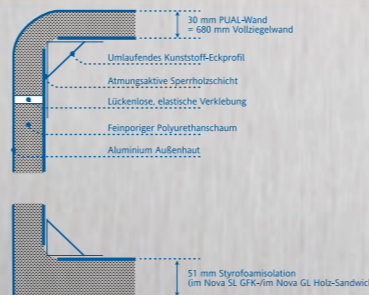 30 mm PUAL-Wand
= 680 mm Vollziegelwand
Umlaufendes Kunststoff-Eckprofil
Atmungsaktive Sperrholzschicht
Lückenlose, elastische Verklebung
Feinporiger Polyurethanschaum
Aluminium Außenhaut
51 mm Styrofoamisolation
(im Nova SL GFK-/im Nova GL Holz-Sandwich